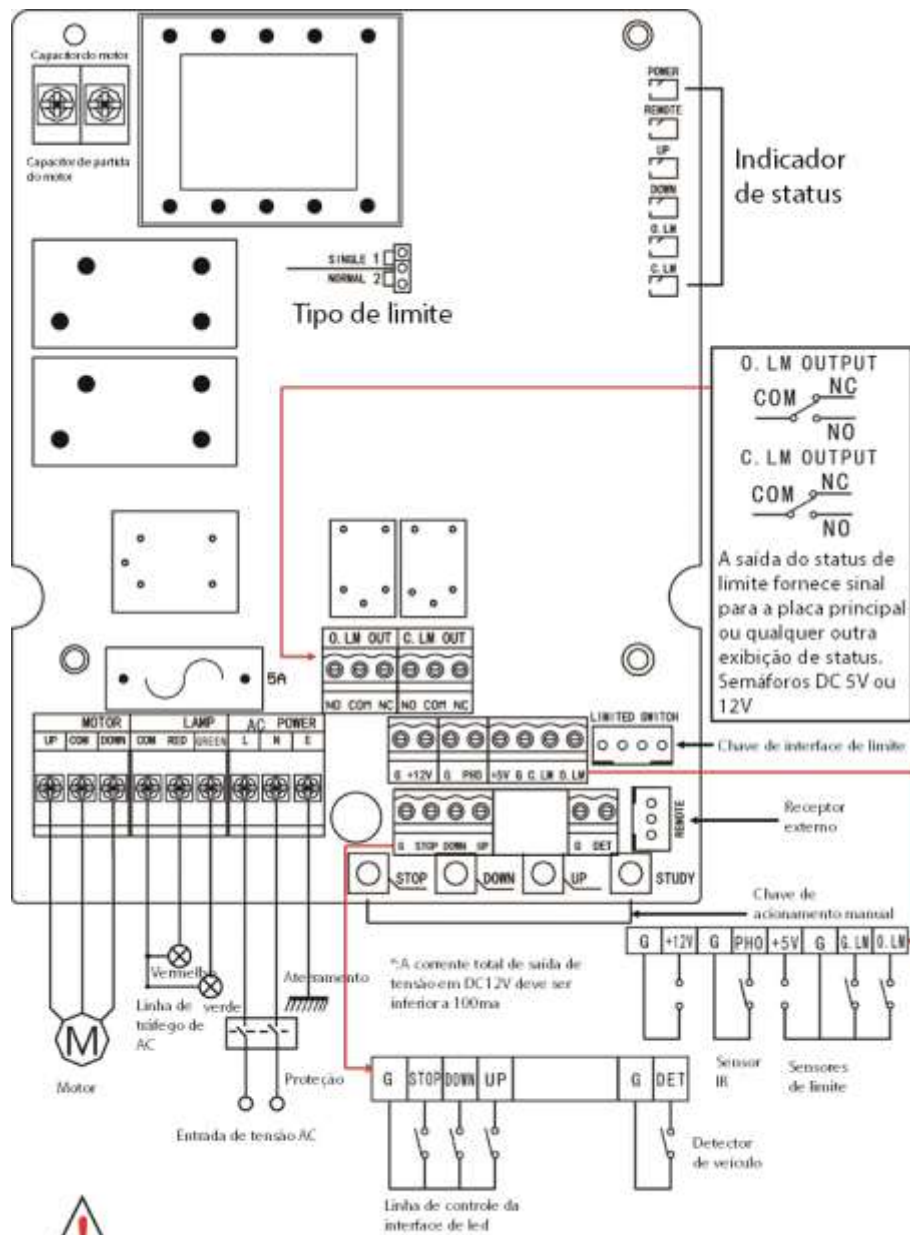 Capacitor do motor
Capacitor de partida
do motor
POWER
REMOTE
UP
DOWN
O.LM
C.LM
Indicador
de status
SINGLE 1
NORMAL 2
Tipo de limite
O. LM OUTPUT
COM NC
NO
C. LM OUTPUT
COM NC
NO
A saída do status de
limite fornece sinal
para a placa principal
ou qualquer outra
exibição de status.
Semáforos DC 5V ou
12V
5A
O. LM OUT C. LM OUT
NO COM NC NO COM NC
MOTOR LAMP AC POWER
UP COM DOWN COM RED GREEN L N E
LIMITED SWITCH
G +12V G PHO +5V G C.LM O.LM
Chave de interface de limite
G STOP DOWN UP G DET
REMOTE
Receptor
externo
STOP DOWN UP STUDY
Chave de
acionamento manual
G +12V G PHO +5V G G.LM O.LM
Sensor
IR
Sensores
de limite
*:A corrente total de saída de
tensão em DC12V deve ser
inferior a 100ma
Vermelho
verde
Linha de
tráfego de
AC
Aterramento
M
Motor
Proteção
Entrada de tensão AC
G STOP DOWN UP G DET
Linha de controle da
interface de led
Detector
de veículo